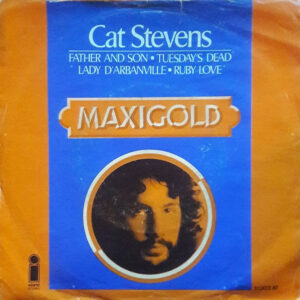 Cat Stevens
FATHER AND SON • TUESDAY'S DEAD
LADY D'ARBANVILLE • RUBY LOVE
MAXIGOLD